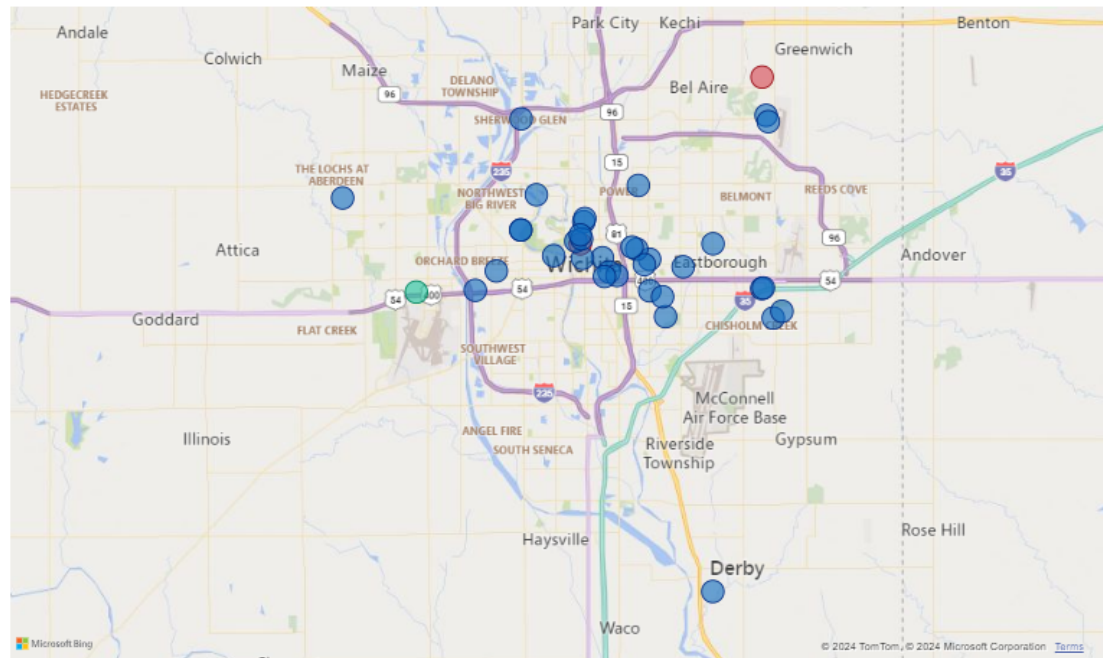 Park City
Kechi
Benton
Andale
Greenwich
Colwich
Maize
DELANO
TOWNSHIP
Bel Aire
HEDGECREEK
ESTATES
96
96
SHERWOOD GLEN
15
THE LOCHS AT
ABERDEEN
235
35
NORTHWEST
BIG RIVER
POWER
BELMONT
REEDS COVE
81
96
Attica
ORCHARD BREEZE
Wichita
Eastborough
Andover
54
400
54
400
35
54
15
Goddard
FLAT CREEK
CHISHOLM CREEK
SOUTHWEST
VILLAGE
235
McConnell
Air Force Base
Illinois
ANGEL FIRE
SOUTH SENECA
Riverside
Township
Gypsum
Haysville
Rose Hill
Derby
Waco
Microsoft Bing
© 2024 TomTom, © 2024 Microsoft Corporation Terms